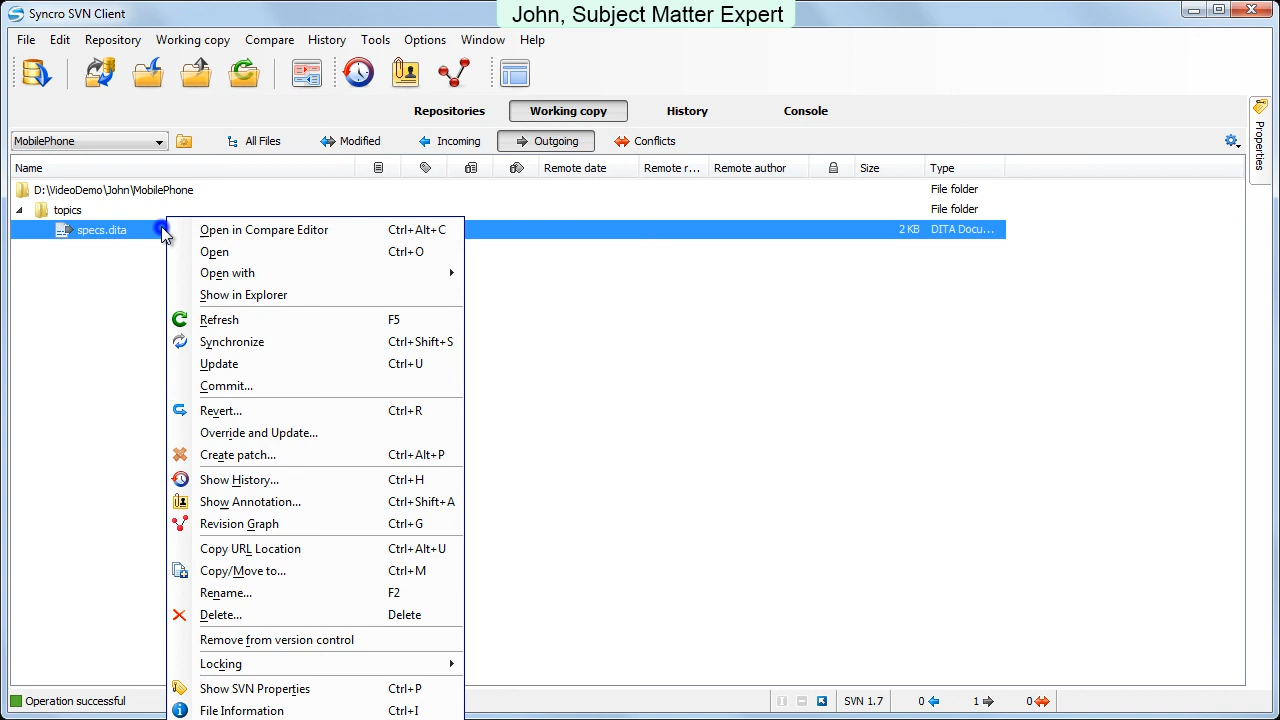 Syncro SVN Client
John, Subject Matter Expert
File Edit Repository Working copy Compare History Tools Options Window Help
Repositories Working copy History Console
MobilePhone All Files Modified Incoming Outgoing Conflicts
Properties
Name Remote date Remote r... Remote author Size Type
D:\VideoDemo\John\MobilePhone File folder
topics File folder
specs.dita 2 KB DITA Docu...
Open in Compare Editor Ctrl+Alt+C
Open Ctrl+O
Open with
Show in Explorer
Refresh F5
Synchronize Ctrl+Shift+S
Update Ctrl+U
Commit...
Revert... Ctrl+R
Override and Update...
Create patch... Ctrl+Alt+P
Show History... Ctrl+H
Show Annotation... Ctrl+Shift+A
Revision Graph Ctrl+G
Copy URL Location Ctrl+Alt+U
Copy/Move to... Ctrl+M
Rename... F2
Delete... Delete
Remove from version control
Locking
Show SVN Properties Ctrl+P
File Information Ctrl+I
Operation successful SVN 1.7 0 1 0